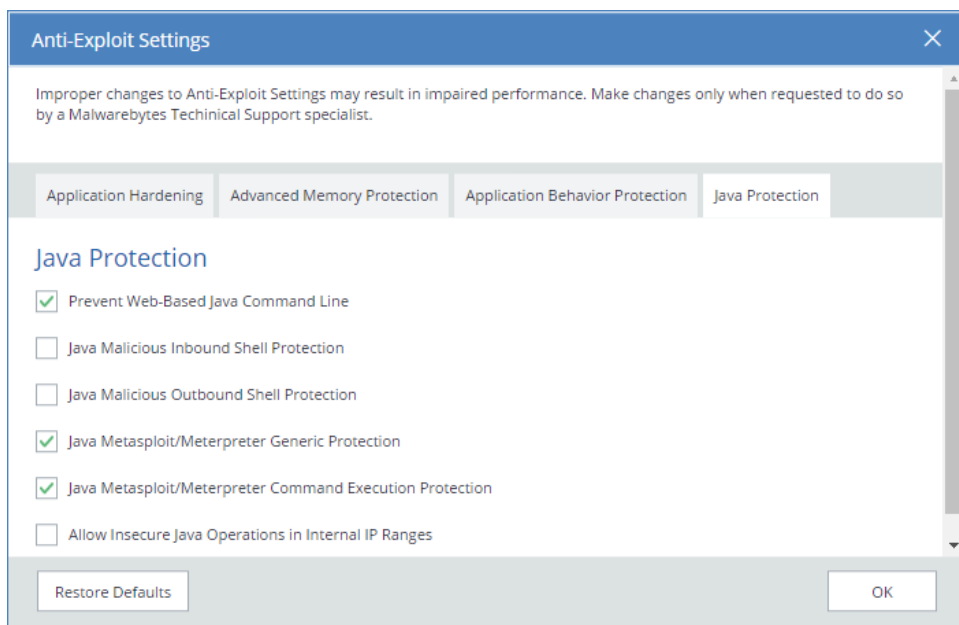 Anti-Exploit Settings
Improper changes to Anti-Exploit Settings may result in impaired performance. Make changes only when requested to do so
by a Malwarebytes Techinical Support specialist.
Application Hardening
Advanced Memory Protection
Application Behavior Protection
Java Protection
Java Protection
Prevent Web-Based Java Command Line
Java Malicious Inbound Shell Protection
Java Malicious Outbound Shell Protection
Java Metasploit/Meterpreter Generic Protection
Java Metasploit/Meterpreter Command Execution Protection
Allow Insecure Java Operations in Internal IP Ranges
Restore Defaults
OK